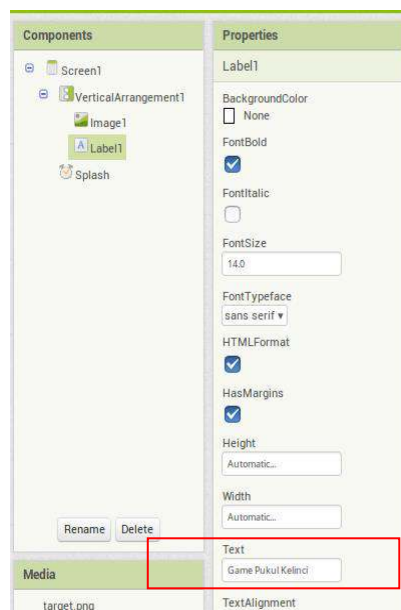 Components
Screen1
VerticalArrangement1
Image1
Label1
Splash
Rename Delete
Media
target.png
Properties
Label1
BackgroundColor
None
FontBold
FontItalic
FontSize
14.0
FontTypeface
sans serif
HTMLFormat
HasMargins
Height
Automatic...
Width
Automatic...
Text
Game Pukul Kelinci
TextAlignment